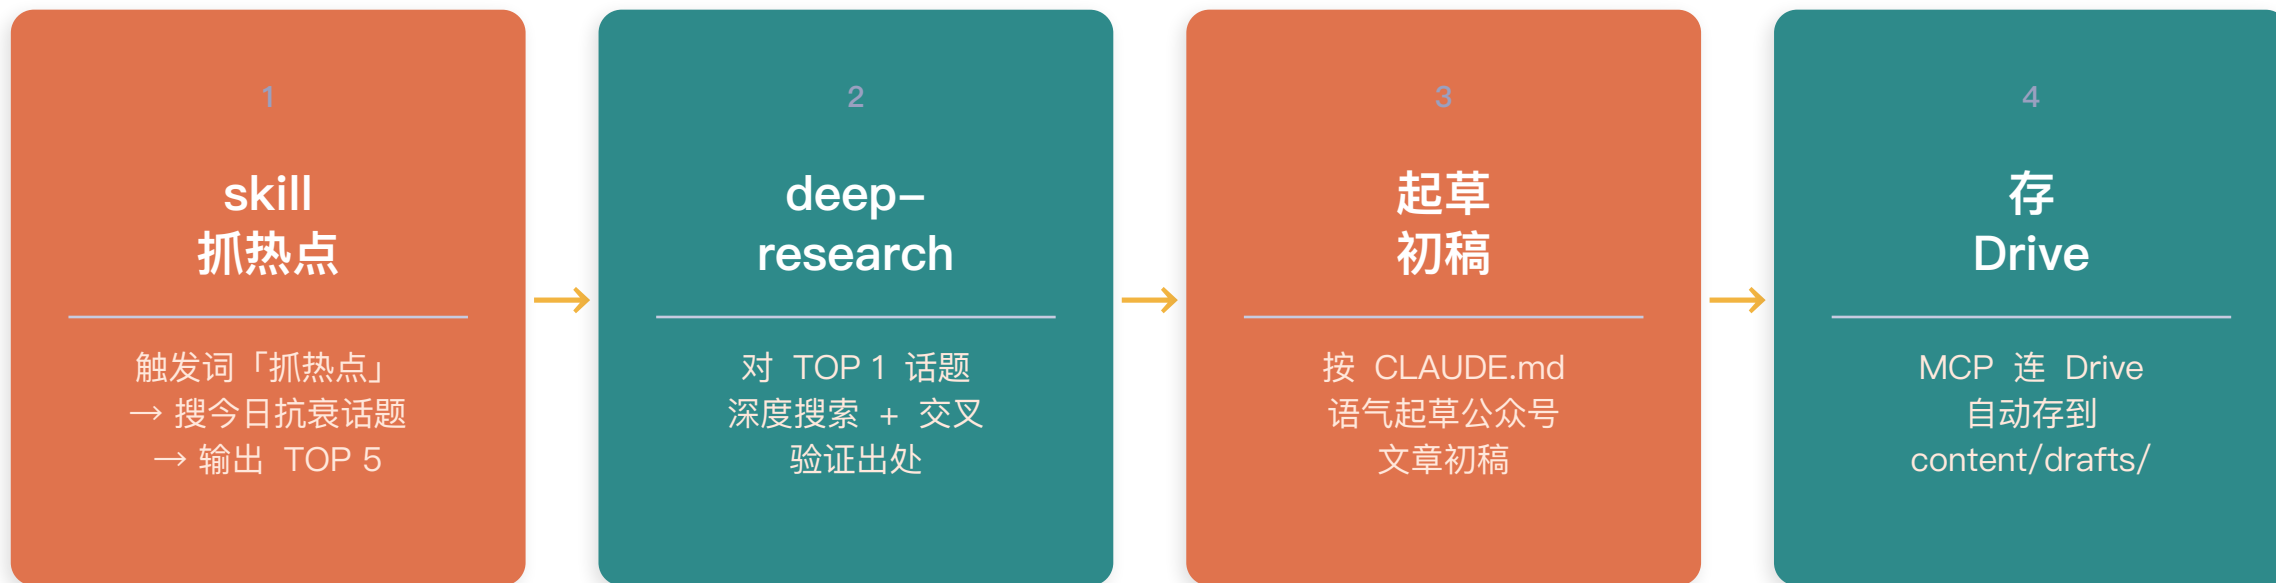 1
skill
抓热点
触发词「抓热点」
→ 搜今日抗衰话题
→ 输出 TOP 5
2
deep-
research
对 TOP 1 话题
深度搜索 + 交叉
验证出处
3
起草
初稿
按 CLAUDE.md
语气起草公众号
文章初稿
4
存
Drive
MCP 连 Drive
自动存到
content/drafts/